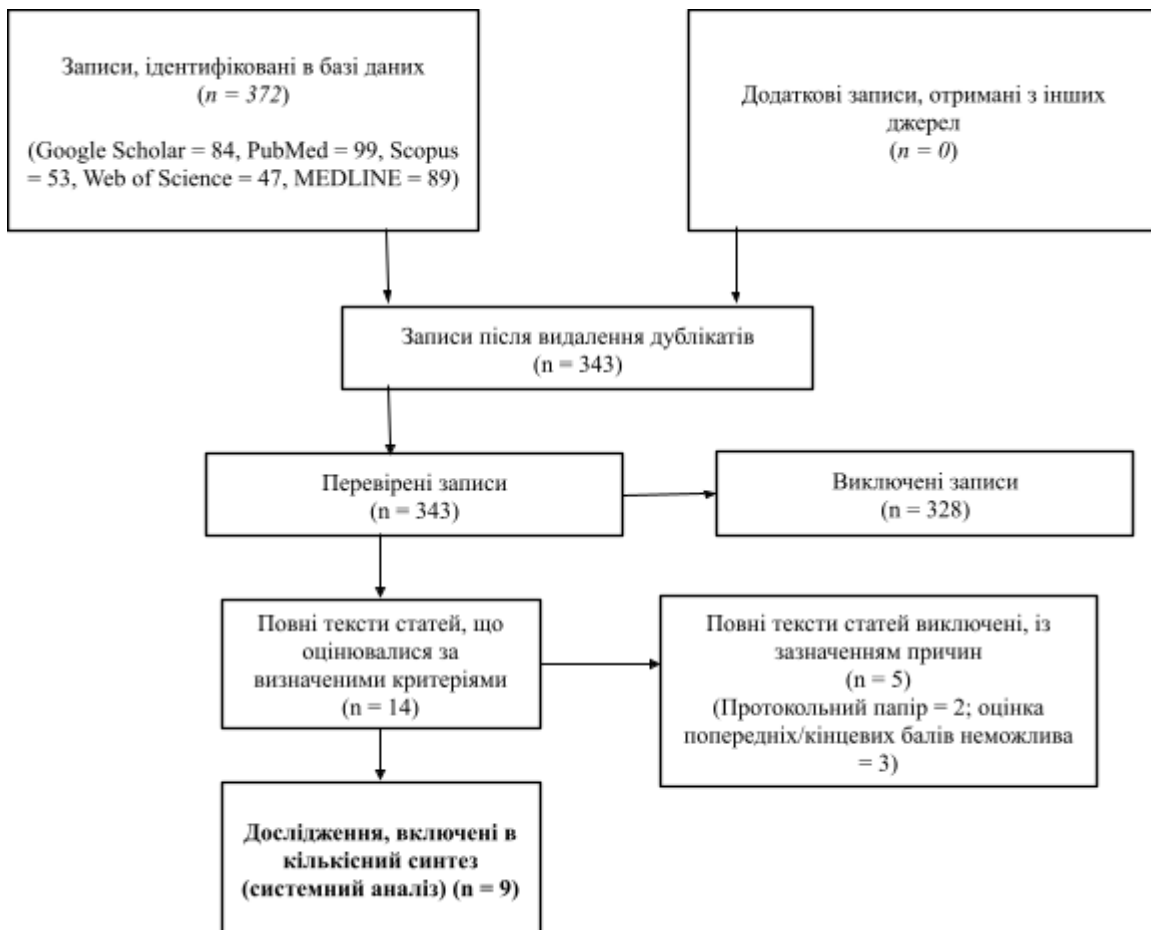 Записи, ідентифіковані в базі даних
(n = 372)
(Google Scholar = 84, PubMed = 99, Scopus
= 53, Web of Science = 47, MEDLINE = 89)
Додаткові записи, отримані з інших
джерел
(n = 0)
Записи після видалення дублікатів
(n = 343)
Перевірені записи
(n = 343)
Виключені записи
(n = 328)
Повні тексти статей, що
оцінювалися за
визначеними критеріями
(n = 14)
Повні тексти статей виключені, із
зазначенням причин
(n = 5)
(Протокольний папір = 2; оцінка
попередніх/кінцевих балів неможлива
= 3)
Дослідження, включені в
кількісний синтез
(системний аналіз) (n = 9)